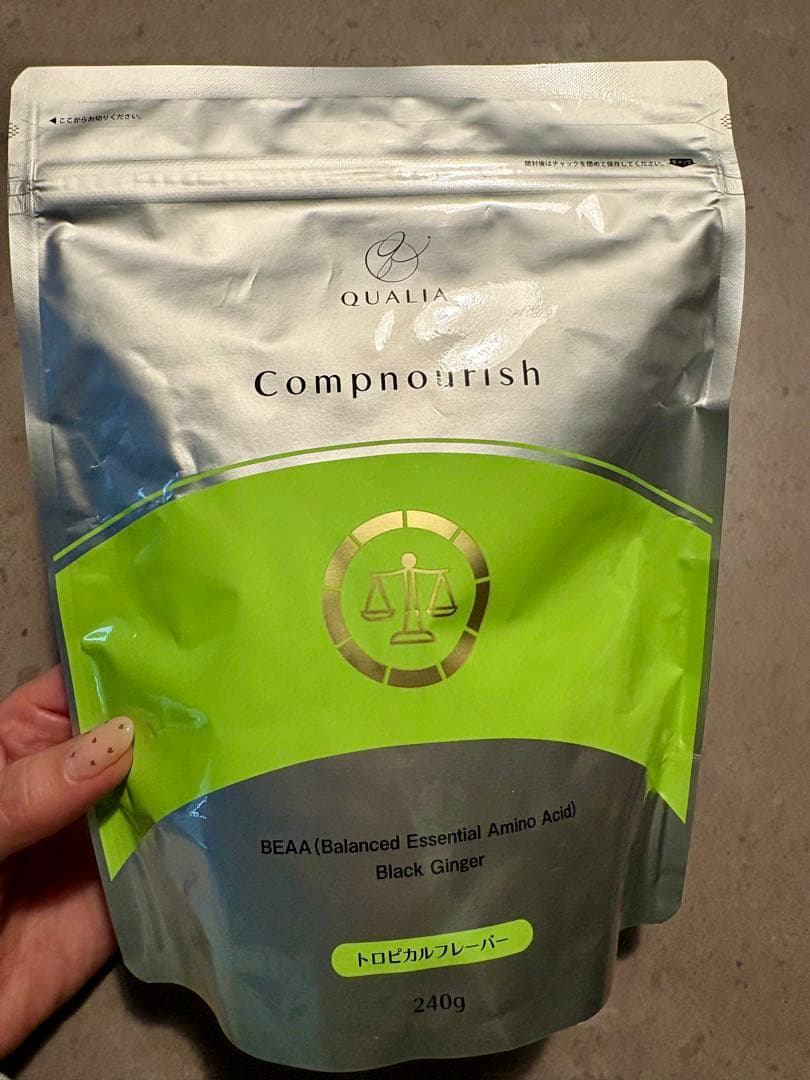 ◀ここからお切りください。
開封後はチャックを閉めて保存してください。
QUALIA
Compnourish
BEAA(Balanced Essential Amino Acid)
Black Ginger
トロピカルフレーバー
240g